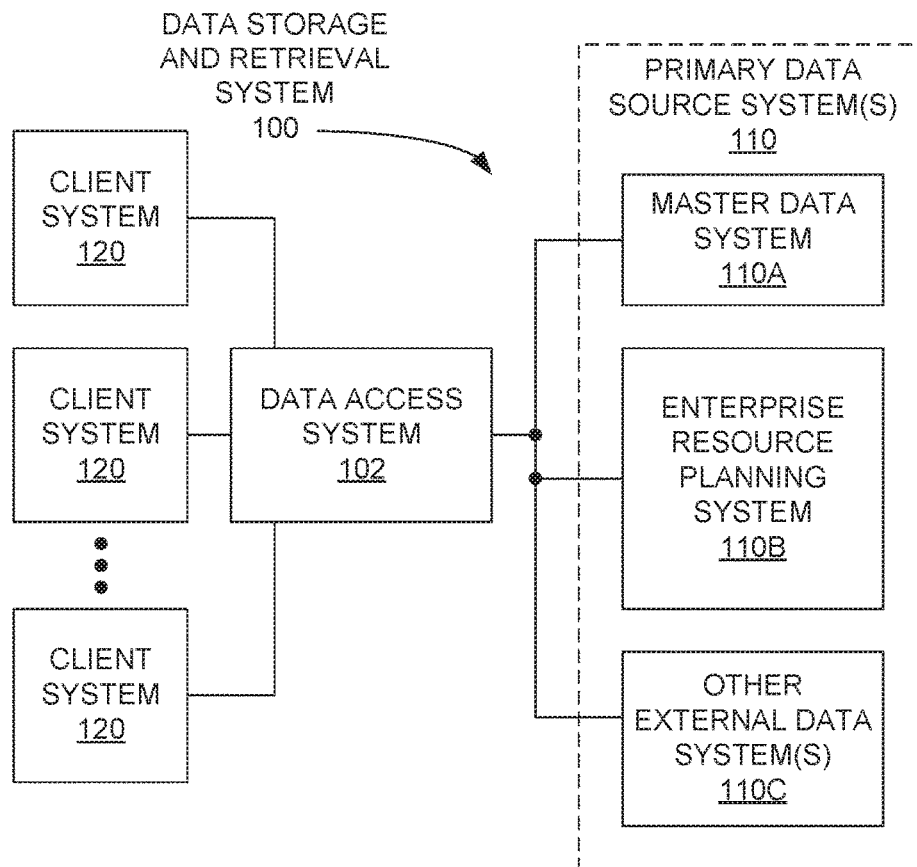 DATA STORAGE
AND RETRIEVAL
SYSTEM
100
PRIMARY DATA
SOURCE SYSTEM(S)
110
CLIENT
SYSTEM
120
MASTER DATA
SYSTEM
110A
CLIENT
SYSTEM
120
DATA ACCESS
SYSTEM
102
ENTERPRISE
RESOURCE
PLANNING
SYSTEM
110B
CLIENT
SYSTEM
120
OTHER
EXTERNAL DATA
SYSTEM(S)
110C